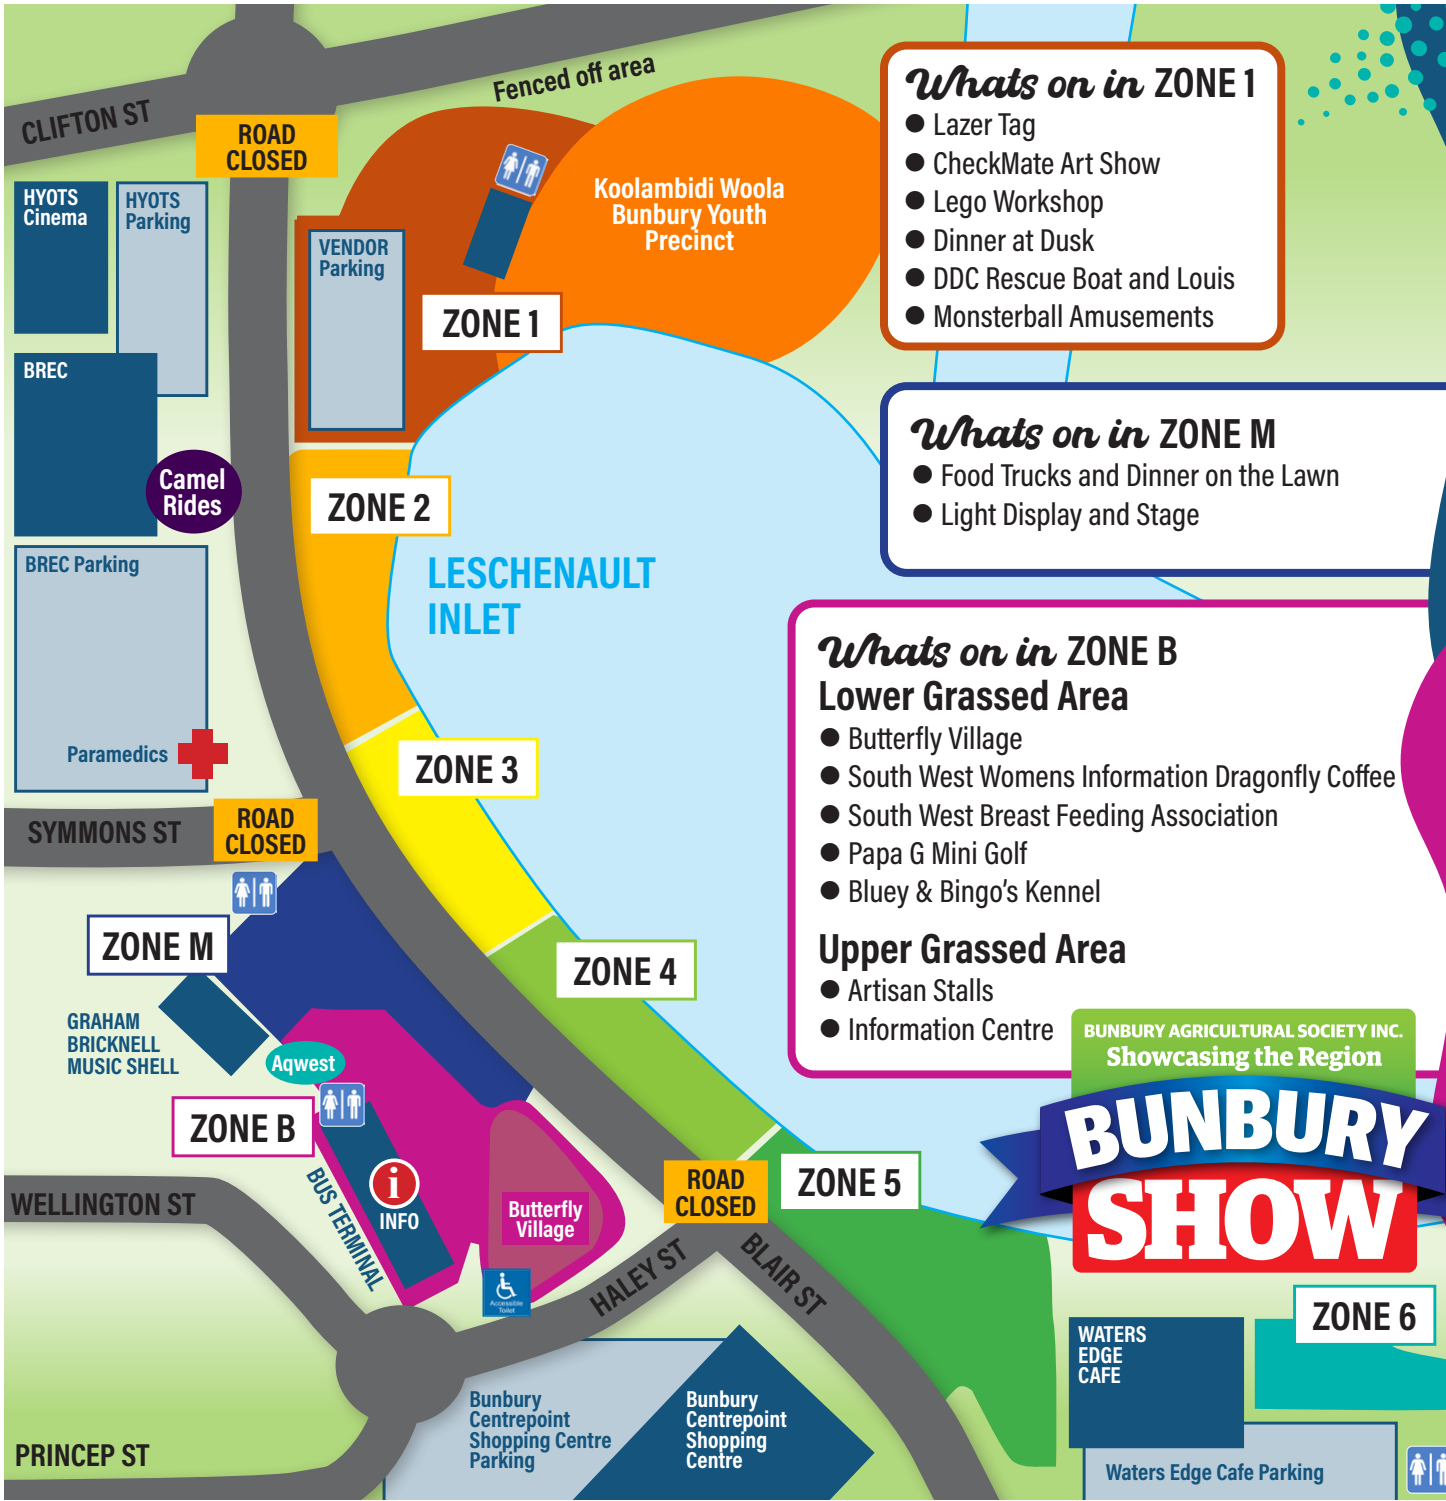 CLIFTON ST
Fenced off area
ROAD
CLOSED
HYOTS
Cinema
HYOTS
Parking
VENDOR
Parking
Koolambidi Woola
Bunbury Youth
Precinct
ZONE 1
BREC
Camel
Rides
ZONE 2
BREC Parking
LESCHENAULT
INLET
Paramedics
ZONE 3
SYMMONS ST
ROAD
CLOSED
ZONE M
ZONE 4
GRAHAM
BRICKNELL
MUSIC SHELL
Aqwest
ZONE B
BUS TERMINAL
i
INFO
Butterfly
Village
Accessible
Toilet
WELLINGTON ST
ROAD
CLOSED
ZONE 5
HALEY ST
BLAIR ST
PRINCEP ST
Bunbury
Centrepoint
Shopping Centre
Parking
Bunbury
Centrepoint
Shopping
Centre
WATERS
EDGE
CAFE
ZONE 6
Waters Edge Cafe Parking
Whats on in ZONE 1
● Lazer Tag
● CheckMate Art Show
● Lego Workshop
● Dinner at Dusk
● DDC Rescue Boat and Louis
● Monsterball Amusements
Whats on in ZONE M
● Food Trucks and Dinner on the Lawn
● Light Display and Stage
Whats on in ZONE B
Lower Grassed Area
● Butterfly Village
● South West Womens Information Dragonfly Coffee
● South West Breast Feeding Association
● Papa G Mini Golf
● Bluey & Bingo's Kennel
Upper Grassed Area
● Artisan Stalls
● Information Centre
BUNBURY AGRICULTURAL SOCIETY INC.
Showcasing the Region
BUNBURY
SHOW